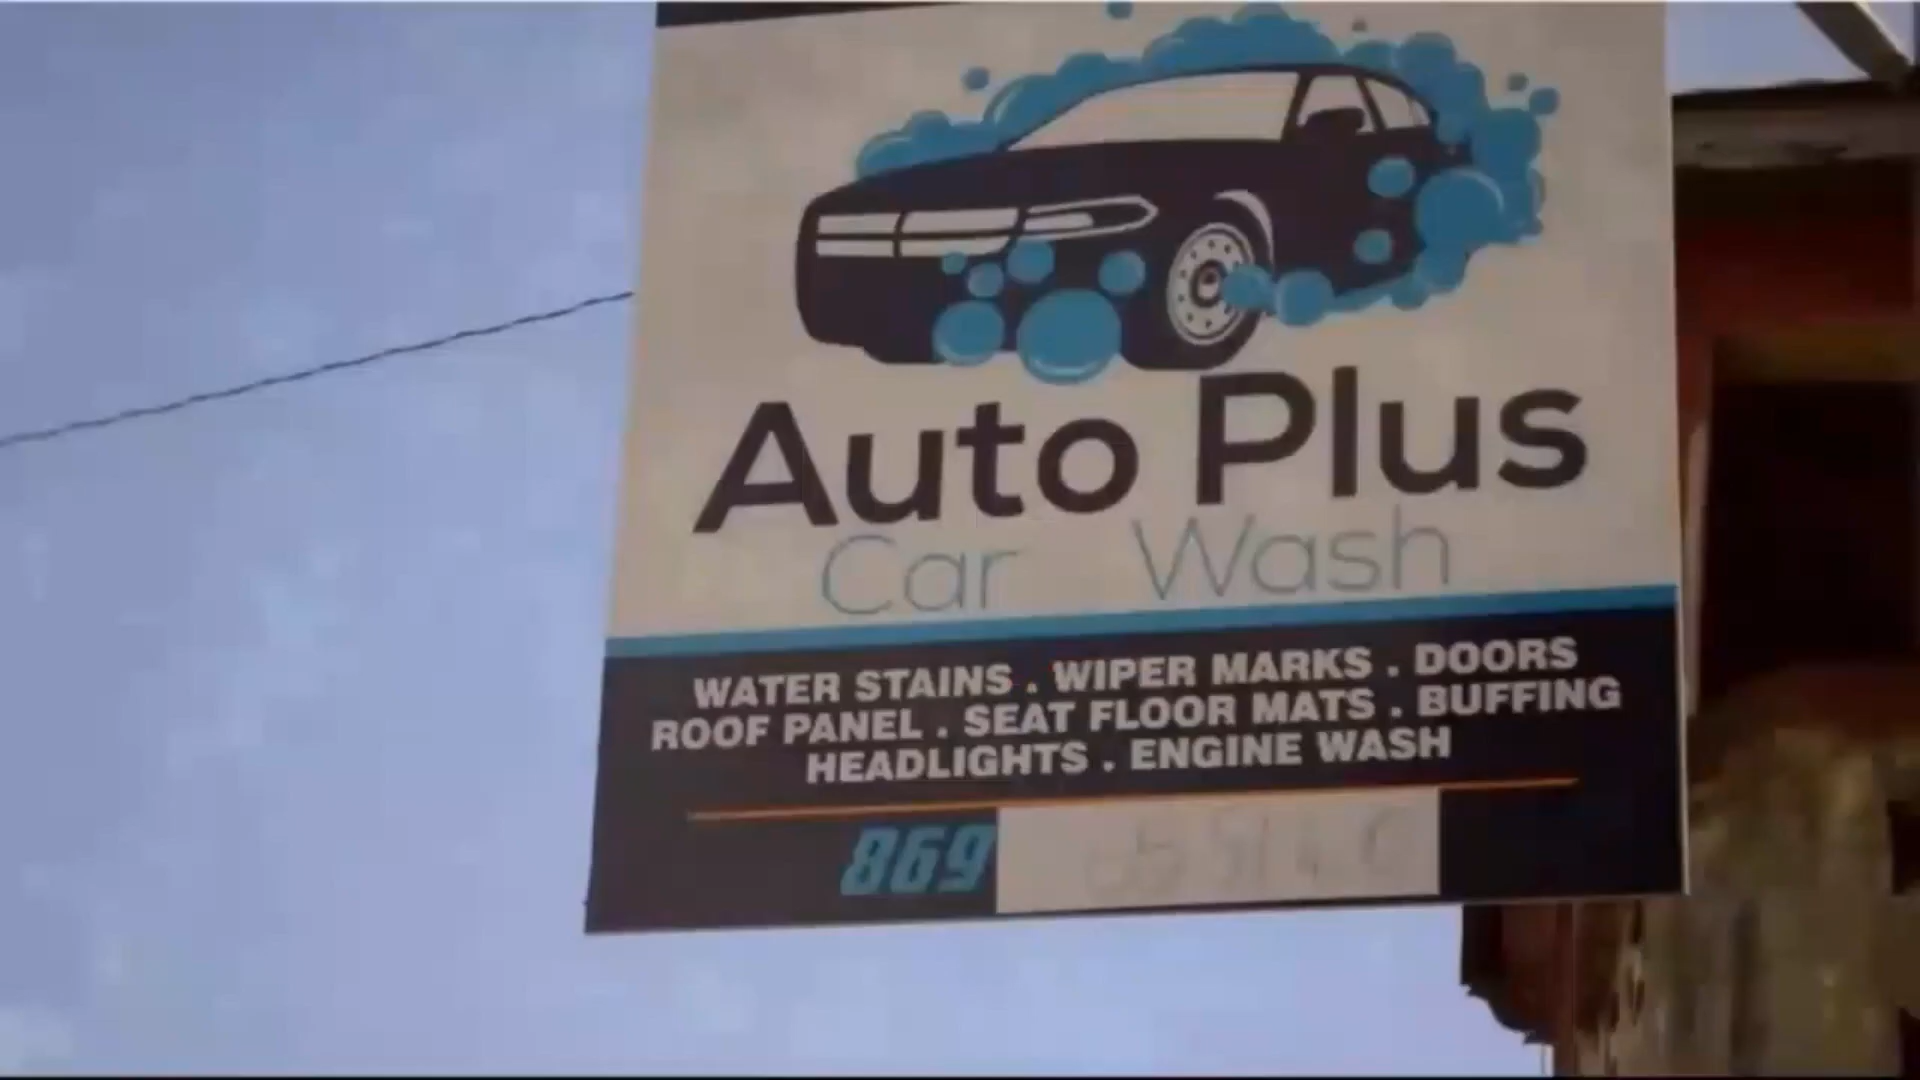 Auto Plus
Car Wash
WATER STAINS . WIPER MARKS . DOORS
ROOF PANEL . SEAT FLOOR MATS . BUFFING
HEADLIGHTS . ENGINE WASH
869